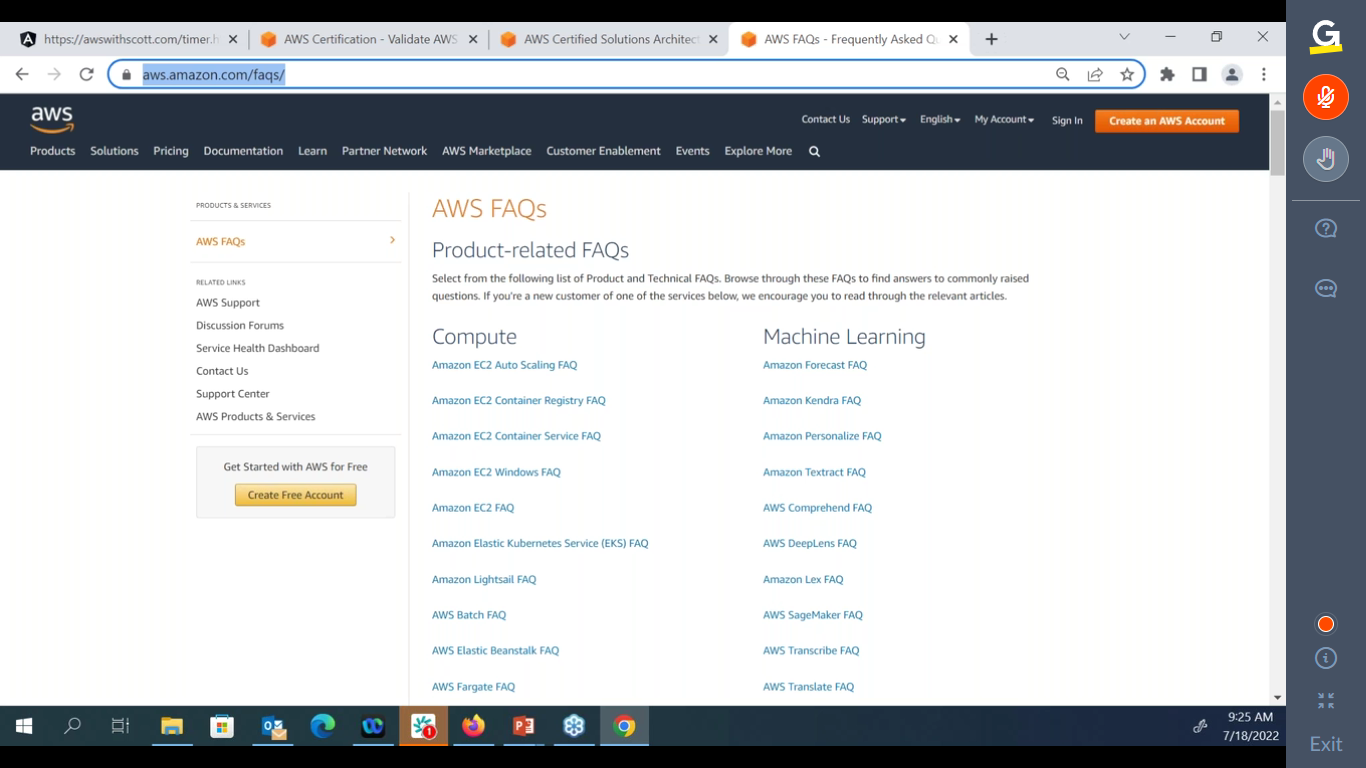 https://awswithscott.com/timer.h
AWS Certification - Validate AWS
AWS Certified Solutions Architect
AWS FAQs - Frequently Asked Qu
aws.amazon.com/faqs/
aws
Contact Us Support English My Account Sign In Create an AWS Account
Products Solutions Pricing Documentation Learn Partner Network AWS Marketplace Customer Enablement Events Explore More
PRODUCTS & SERVICES
AWS FAQs
RELATED LINKS
AWS Support
Discussion Forums
Service Health Dashboard
Contact Us
Support Center
AWS Products & Services
Get Started with AWS for Free
Create Free Account
AWS FAQs
Product-related FAQs
Select from the following list of Product and Technical FAQs. Browse through these FAQs to find answers to commonly raised
questions. If you're a new customer of one of the services below, we encourage you to read through the relevant articles.
Compute
Amazon EC2 Auto Scaling FAQ
Amazon EC2 Container Registry FAQ
Amazon EC2 Container Service FAQ
Amazon EC2 Windows FAQ
Amazon EC2 FAQ
Amazon Elastic Kubernetes Service (EKS) FAQ
Amazon Lightsail FAQ
AWS Batch FAQ
AWS Elastic Beanstalk FAQ
AWS Fargate FAQ
Machine Learning
Amazon Forecast FAQ
Amazon Kendra FAQ
Amazon Personalize FAQ
Amazon Textract FAQ
AWS Comprehend FAQ
AWS DeepLens FAQ
Amazon Lex FAQ
AWS SageMaker FAQ
AWS Transcribe FAQ
AWS Translate FAQ
9:25 AM
7/18/2022
Exit